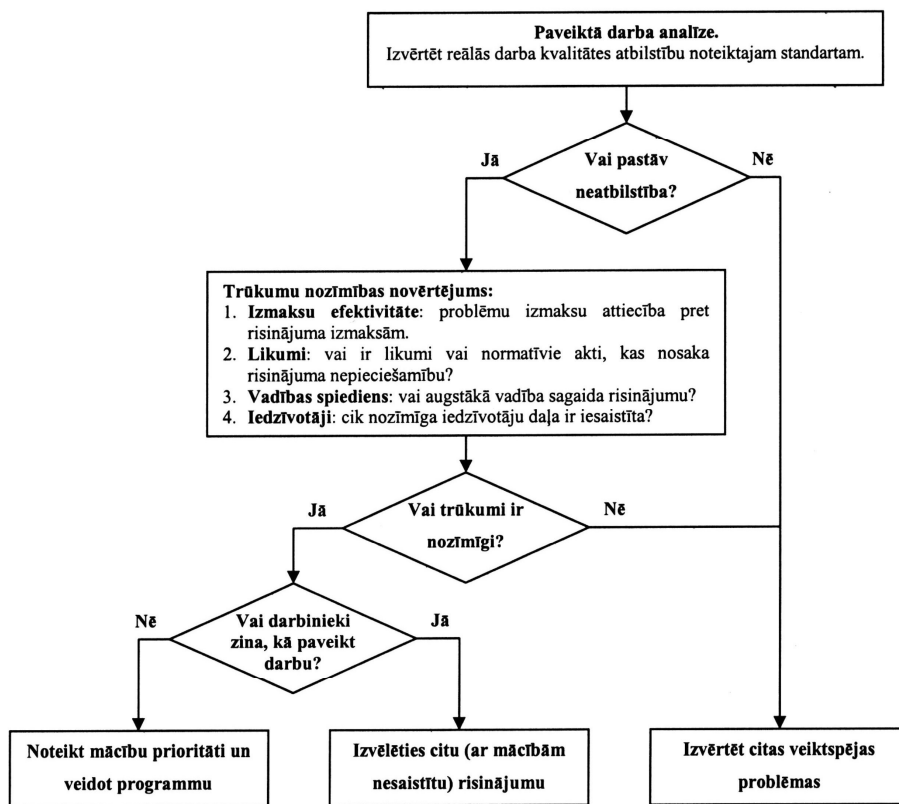 Paveiktā darba analīze.
Izvērtēt reālās darba kvalitātes atbilstību noteiktajam standartam.
Jā
Vai pastāv
neatbilstība?
Nē
Trūkumu nozīmības novērtējums:
1. Izmaksu efektivitāte: problēmu izmaksu attiecība pret
risinājuma izmaksām.
2. Likumi: vai ir likumi vai normatīvie akti, kas nosaka
risinājuma nepieciešamību?
3. Vadības spiediens: vai augstākā vadība sagaida risinājumu?
4. Iedzīvotāji: cik nozīmīga iedzīvotāju daļa ir iesaistīta?
Jā
Vai trūkumi ir
nozīmīgi?
Nē
Nē
Vai darbinieki
zina, kā paveikt
darbu?
Jā
Noteikt mācību prioritāti un
veidot programmu
Izvēlēties citu (ar mācībām
nesaistītu) risinājumu
Izvērtēt citas veiktspējas
problēmas